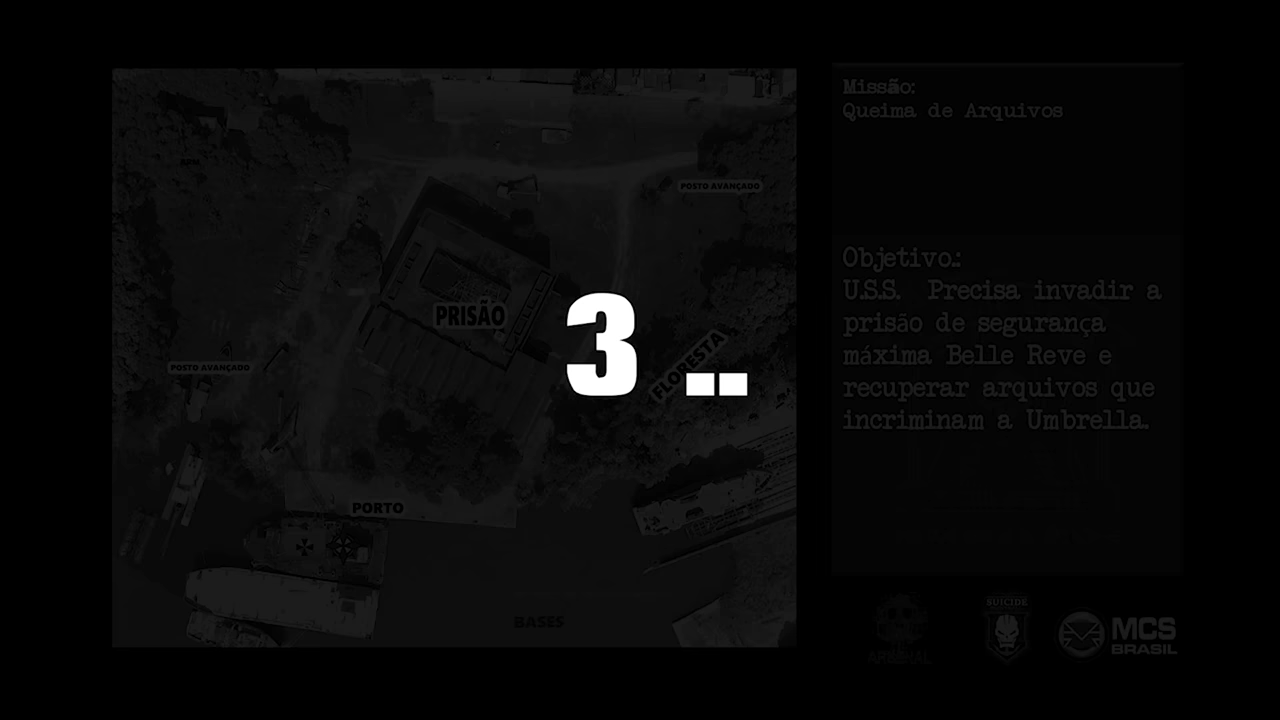 Missão:
Queima de Arquivos
POSTO AVANÇADO
Objetivo.:
U.S.S. Precisa invadir a
prisão de segurança
máxima Belle Reve e
recuperar arquivos que
incriminam a Umbrella.
PRISÃO
3 ..
FLORESTA
POSTO AVANÇADO
PORTO
BASES
ARSENAL
SUICIDE
MCS
BRASIL